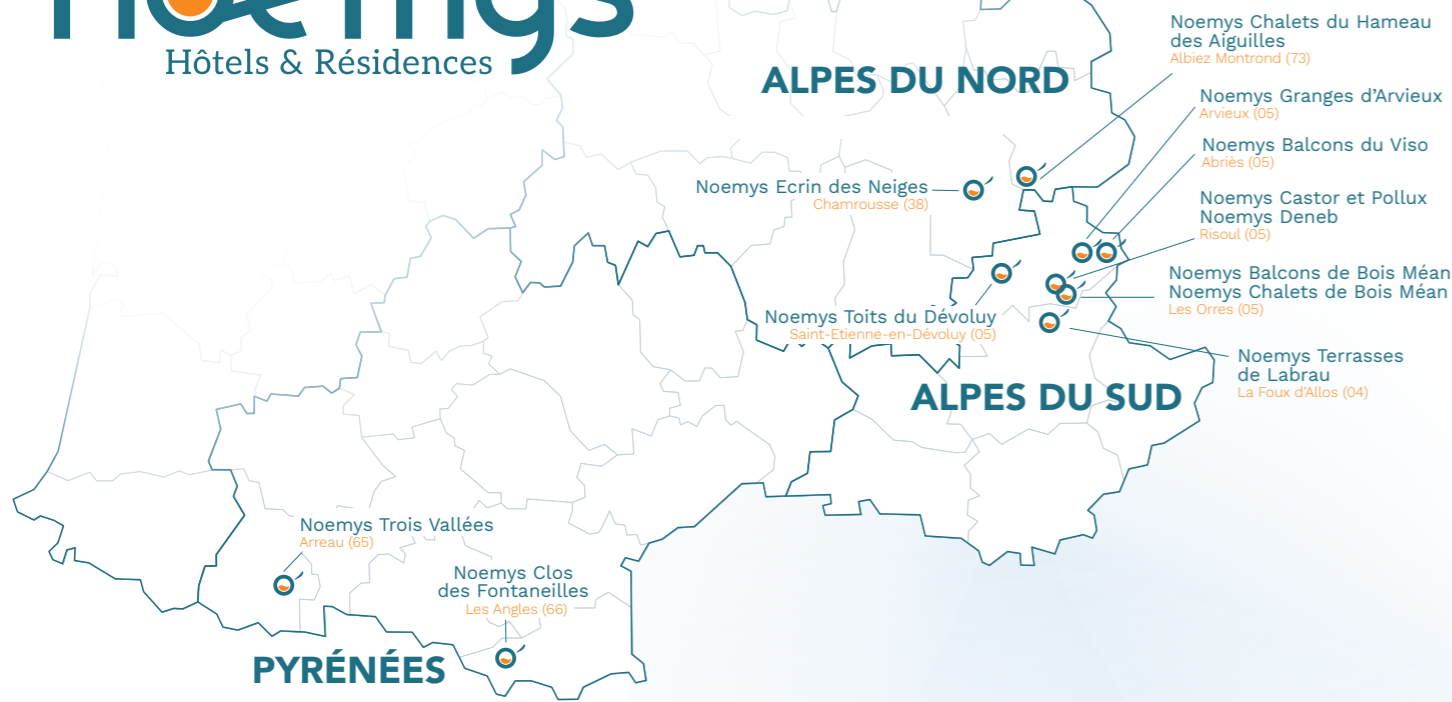 noemys
Hôtels & Résidences
ALPES DU NORD
Noemys Chalets du Hameau
des Aiguilles
Albiez Montrond (73)
Noemys Granges d'Arvieux
Arvieux (05)
Noemys Balcons du Viso
Abriès (05)
Noemys Ecrin des Neiges
Chamrousse (38)
Noemys Castor et Pollux
Noemys Deneb
Risoul (05)
Noemys Balcons de Bois Méan
Noemys Chalets de Bois Méan
Les Orres (05)
Noemys Toits du Dévoluy
Saint-Etienne-en-Dévoluy (05)
Noemys Terrasses
de Labrau
La Foux d'Allos (04)
ALPES DU SUD
Noemys Trois Vallées
Arreau (65)
Noemys Clos
des Fontaneilles
Les Angles (66)
PYRÉNÉES